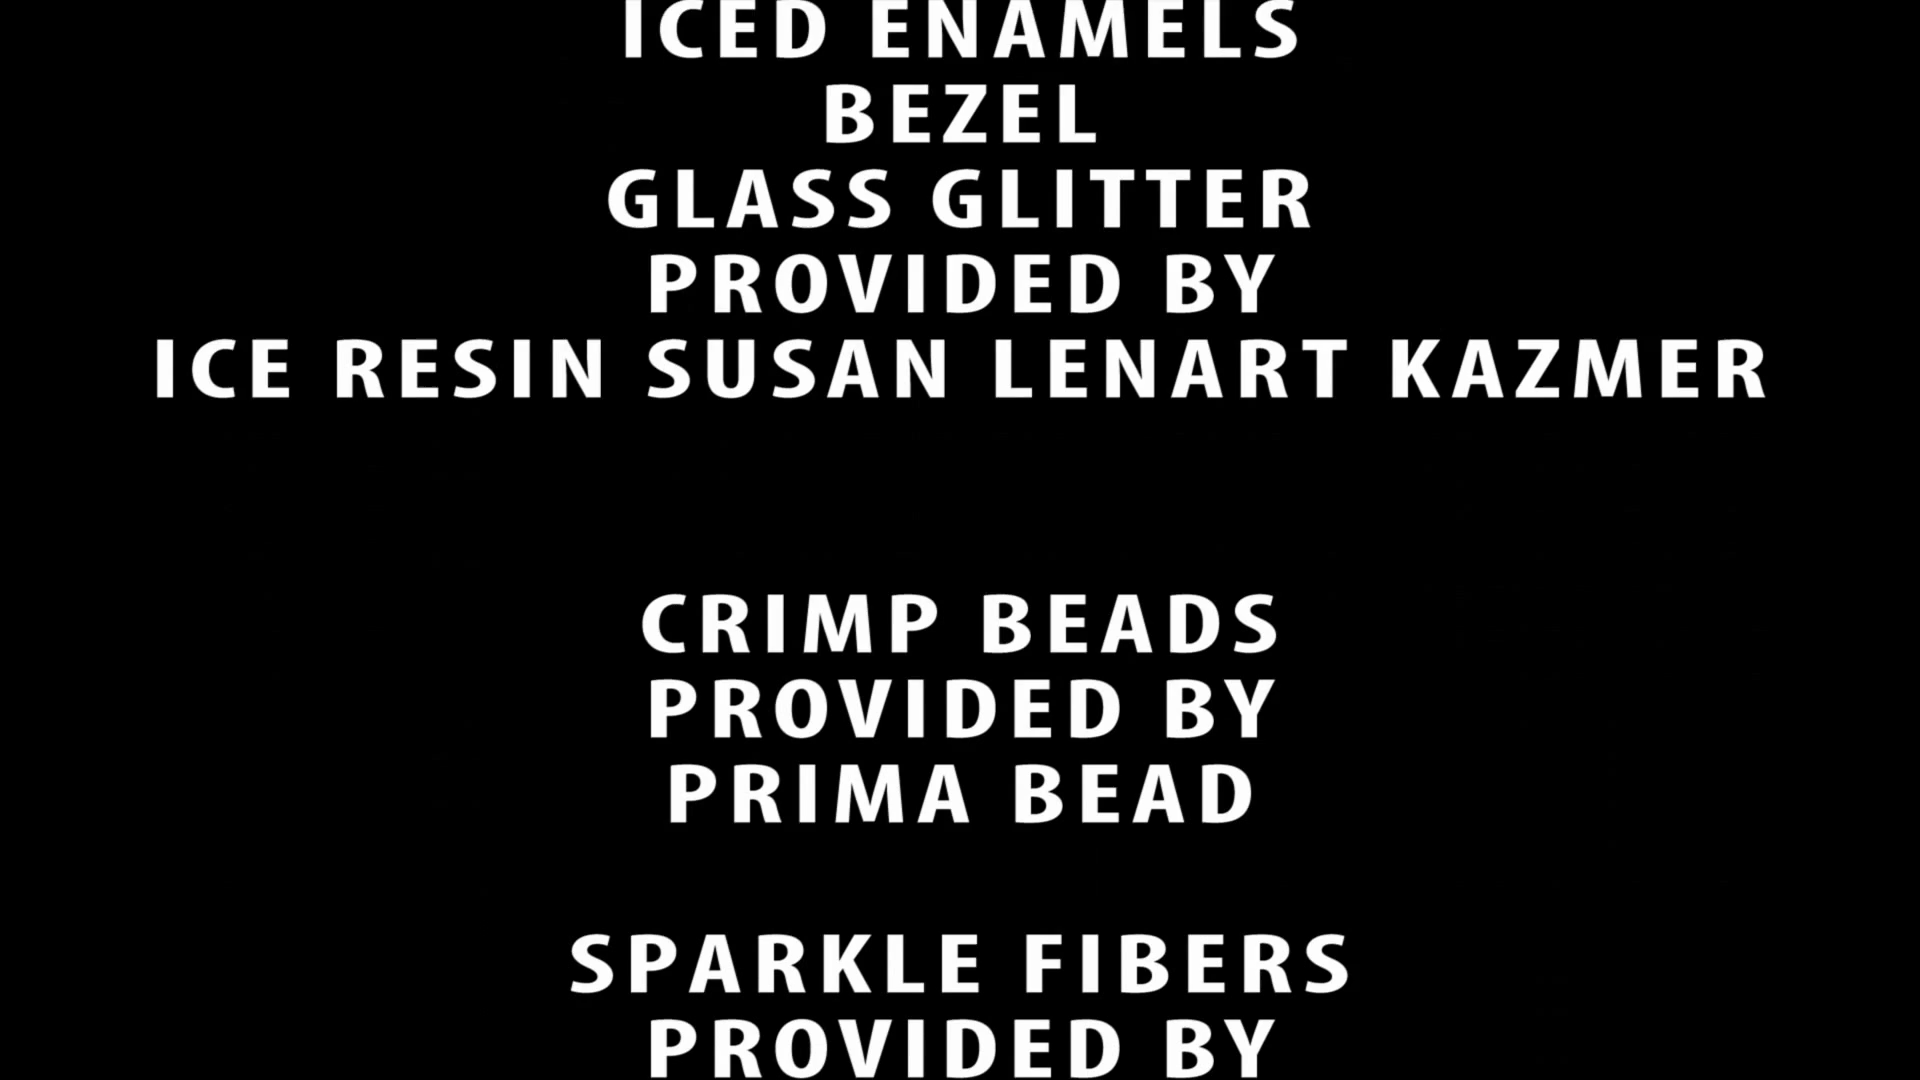 ICED ENAMELS
BEZEL
GLASS GLITTER
PROVIDED BY
ICE RESIN SUSAN LENART KAZMER
CRIMP BEADS
PROVIDED BY
PRIMA BEAD
SPARKLE FIBERS
PROVIDED BY